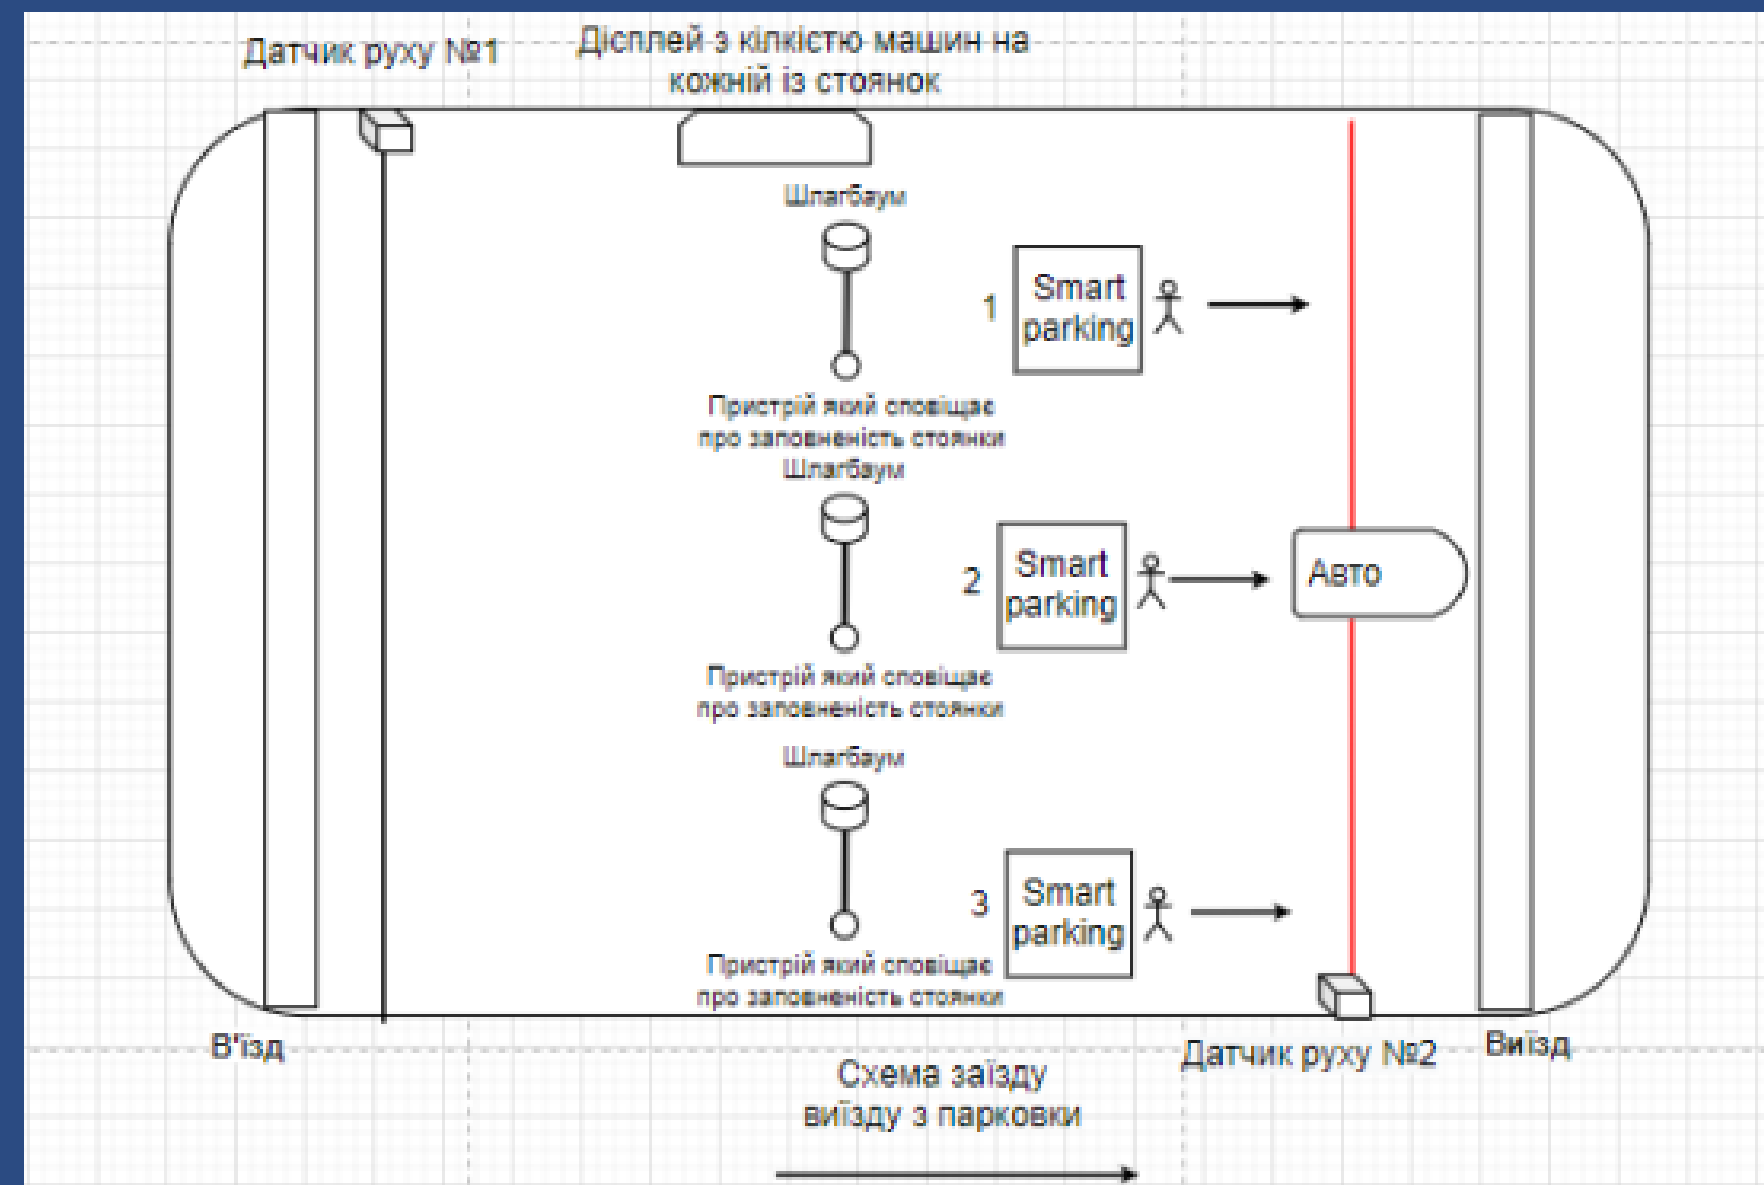 Датчик руху №1
Дісплей з кілкістю машин на
кожній із стоянок
Шлагбаум
1
Smart
parking
Пристрій який сповіщає
про заповненість стоянки
Шлагбаум
2
Smart
parking
Авто
Пристрій який сповіщає
про заповненість стоянки
Шлагбаум
3
Smart
parking
Пристрій який сповіщає
про заповненість стоянки
В'їзд
Датчик руху №2
Виїзд
Схема заїзду
виїзду з парковки